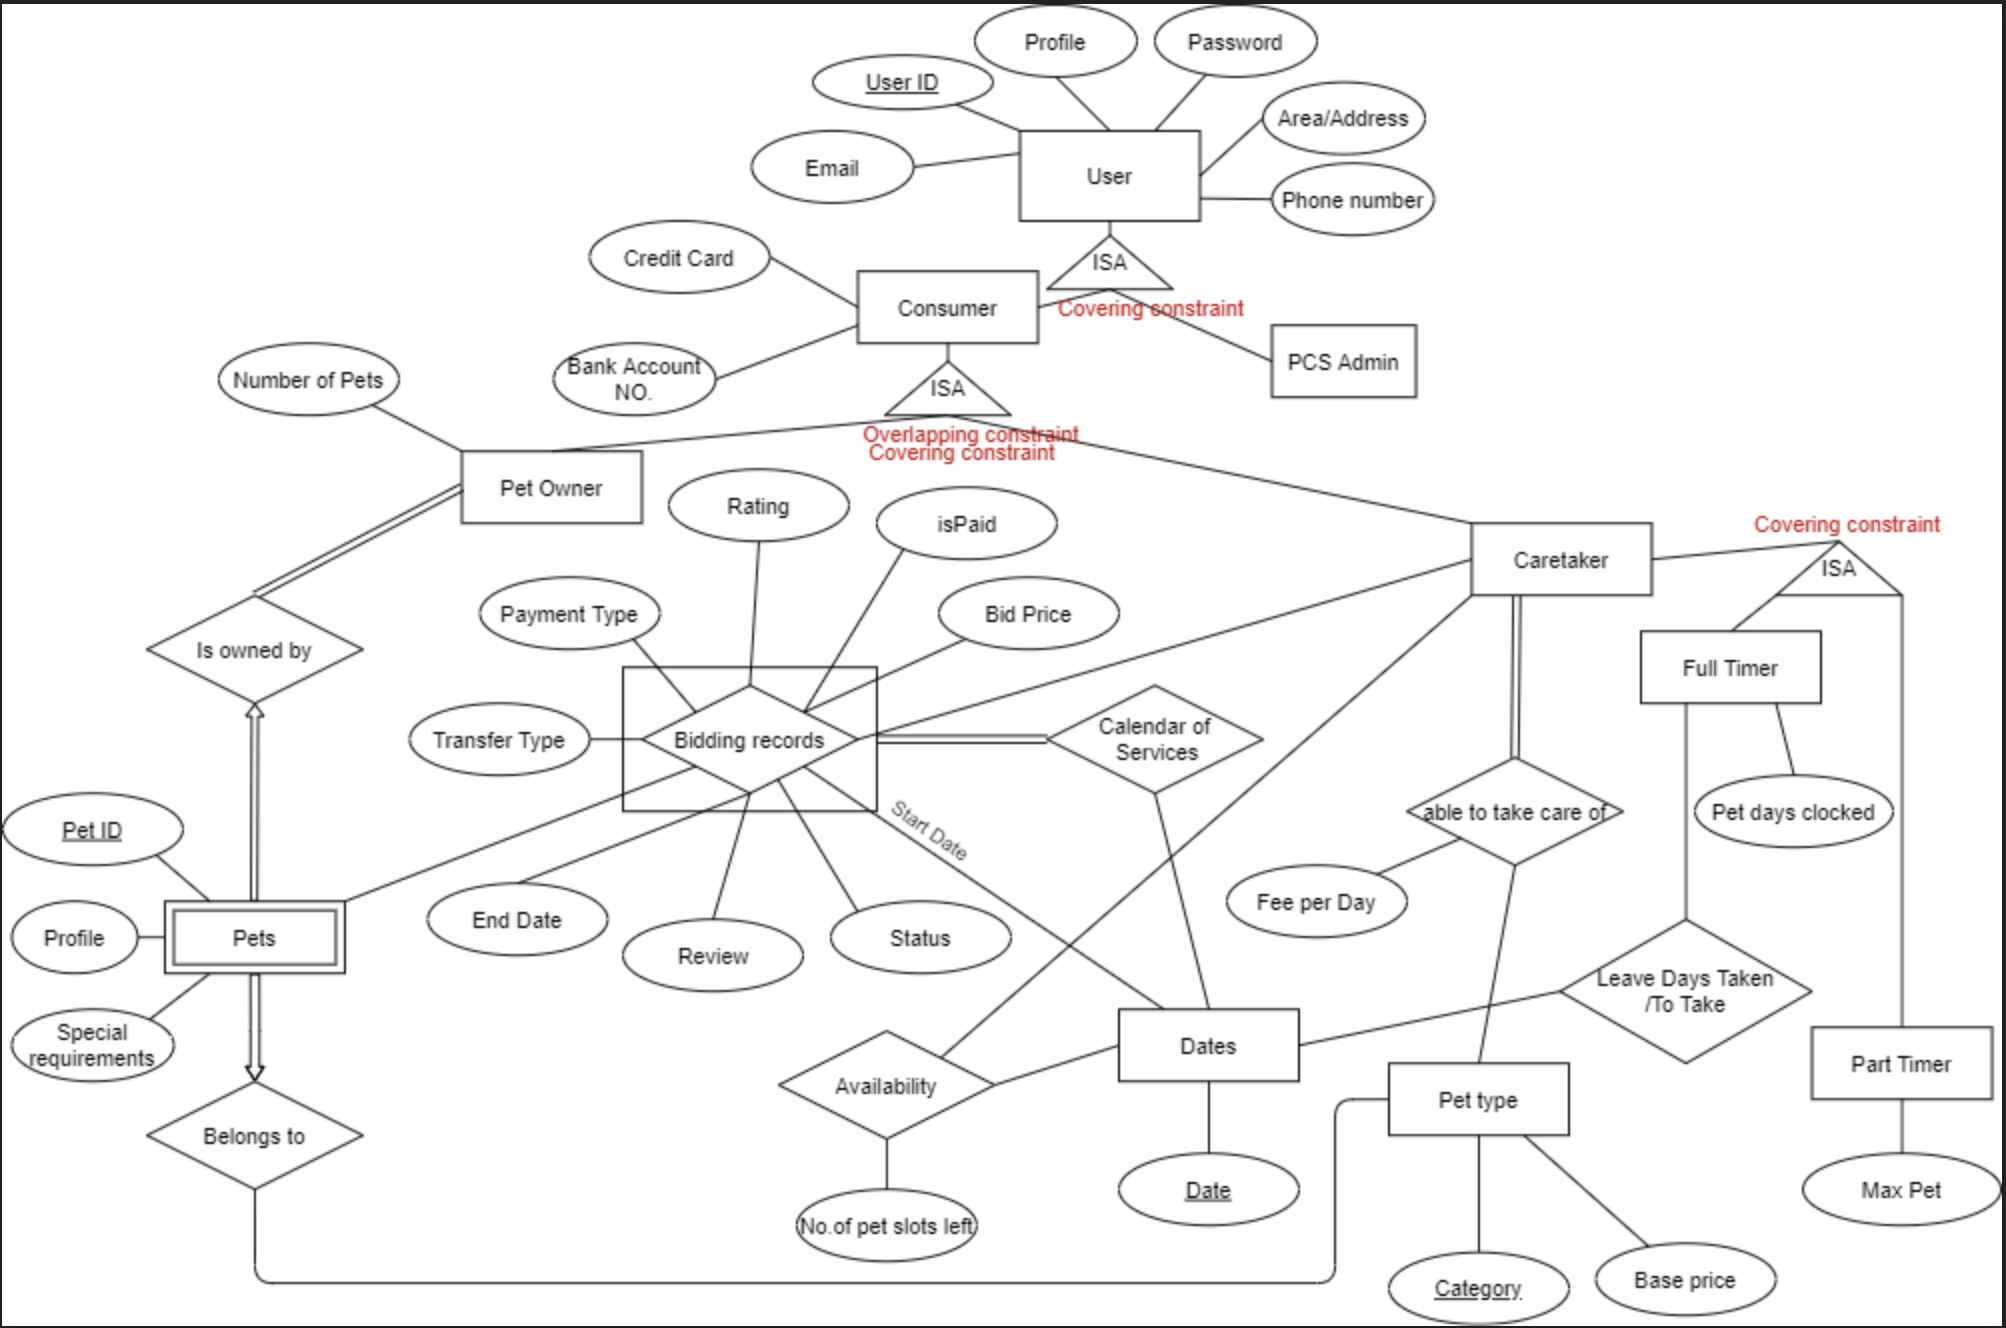 Profile
Password
User ID
Area/Address
Email
User
Phone number
Credit Card
ISA
Consumer
Covering constraint
PCS Admin
Number of Pets
Bank Account
NO.
ISA
Overlapping constraint
Covering constraint
Pet Owner
Rating
isPaid
Covering constraint
Caretaker
ISA
Payment Type
Bid Price
Is owned by
Full Timer
Transfer Type
Bidding records
Calendar of
Services
Start Date
Pet ID
able to take care of
Pet days clocked
Fee per Day
Profile
Pets
End Date
Review
Status
Leave Days Taken
/To Take
Special
requirements
Dates
Availability
Part Timer
Pet type
Belongs to
Date
Max Pet
No.of pet slots left
Category
Base price